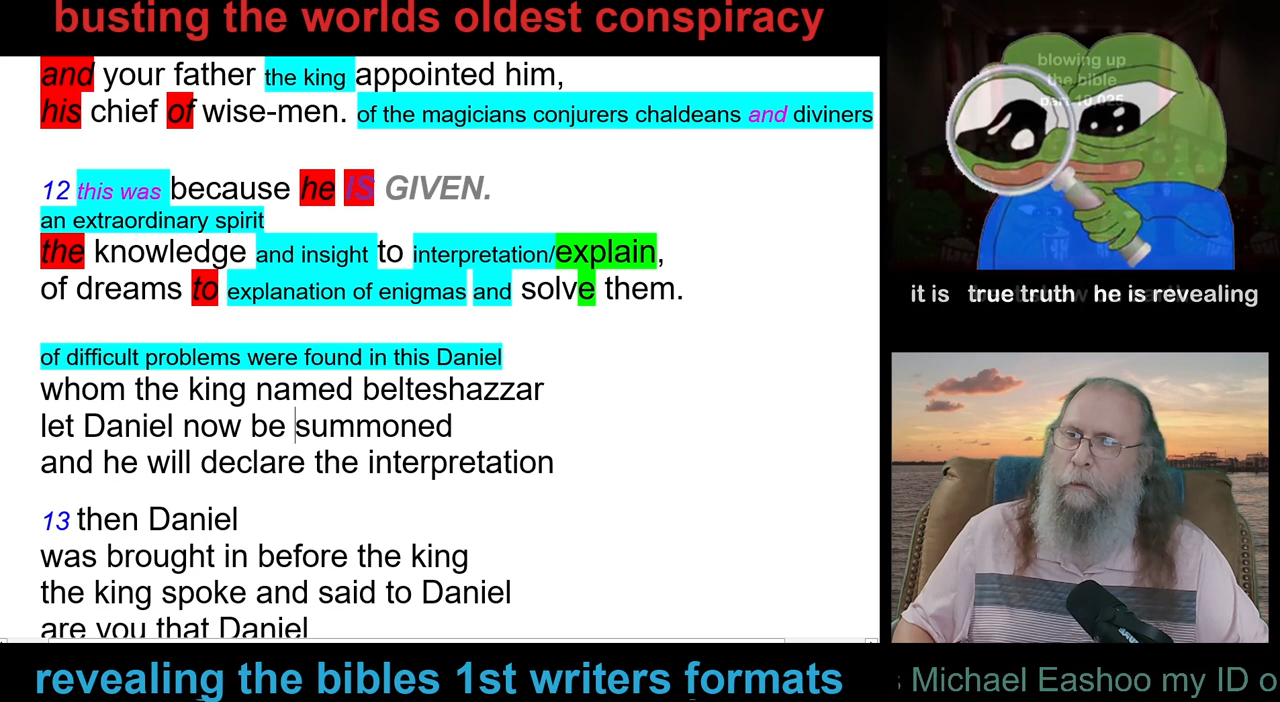 busting the worlds oldest conspiracy
and your father the king appointed him,
his chief of wise-men. of the magicians conjurers chaldeans and diviners
12 this was because he IS GIVEN.
an extraordinary spirit
the knowledge and insight to interpretation/explain,
of dreams to explanation of enigmas and solve them.
of difficult problems were found in this Daniel
whom the king named belteshazzar
let Daniel now be summoned
and he will declare the interpretation
13 then Daniel
was brought in before the king
the king spoke and said to Daniel
are you that Daniel
blowing up
the bible
it is true truth he is revealing
revealing the bibles 1st writers formats
Michael Eashoo my ID o